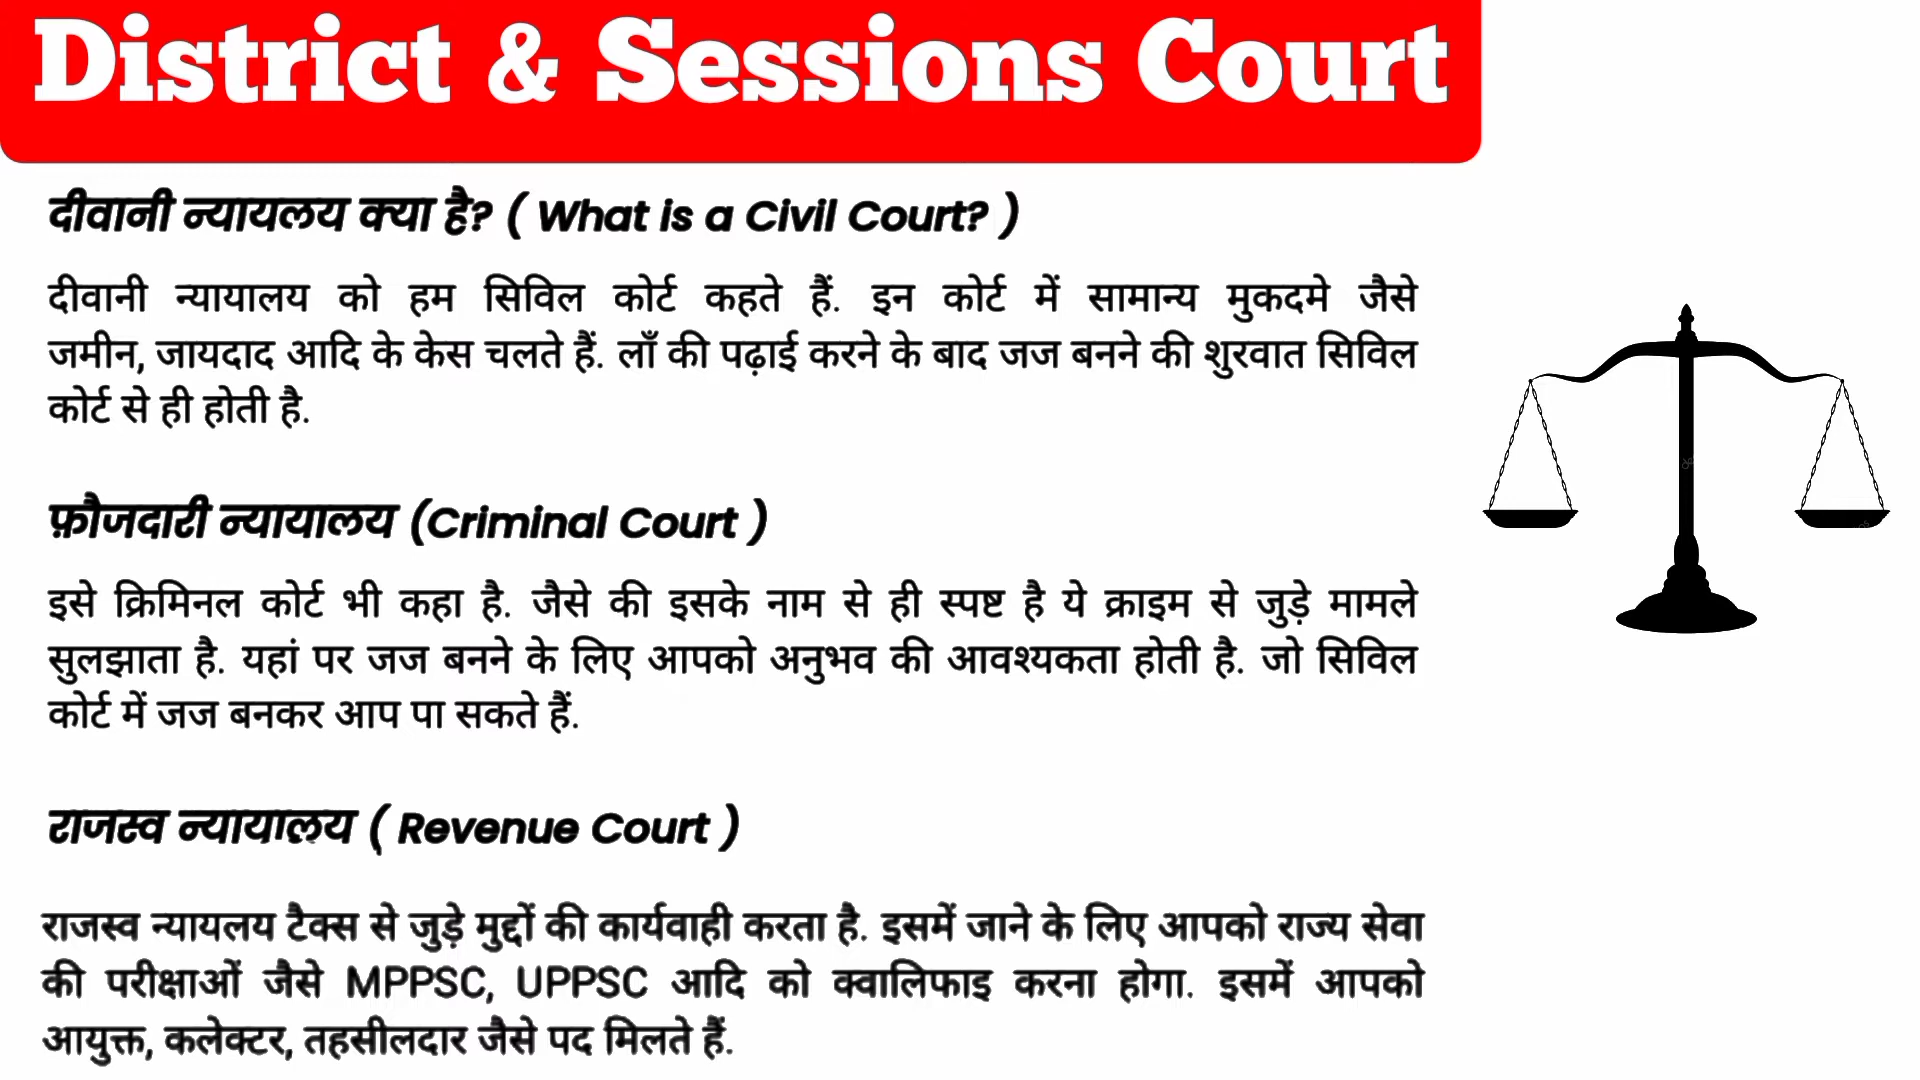 District & Sessions Court
दीवानी न्यायलय क्या है? ( What is a Civil Court? )
दीवानी न्यायालय को हम सिविल कोर्ट कहते हैं. इन कोर्ट में सामान्य मुकदमे जैसे
जमीन, जायदाद आदि के केस चलते हैं. लाँ की पढ़ाई करने के बाद जज बनने की शुरवात सिविल
कोर्ट से ही होती है.
फ़ौजदारी न्यायालय (Criminal Court )
इसे क्रिमिनल कोर्ट भी कहा है. जैसे की इसके नाम से ही स्पष्ट है ये क्राइम से जुड़े मामले
सुलझाता है. यहां पर जज बनने के लिए आपको अनुभव की आवश्यकता होती है. जो सिविल
कोर्ट में जज बनकर आप पा सकते हैं.
राजस्व न्यायालय ( Revenue Court )
राजस्व न्यायलय टैक्स से जुड़े मुद्दों की कार्यवाही करता है. इसमें जाने के लिए आपको राज्य सेवा
की परीक्षाओं जैसे MPPSC, UPPSC आदि को क्वालिफाइ करना होगा. इसमें आपको
आयुक्त, कलेक्टर, तहसीलदार जैसे पद मिलते हैं.